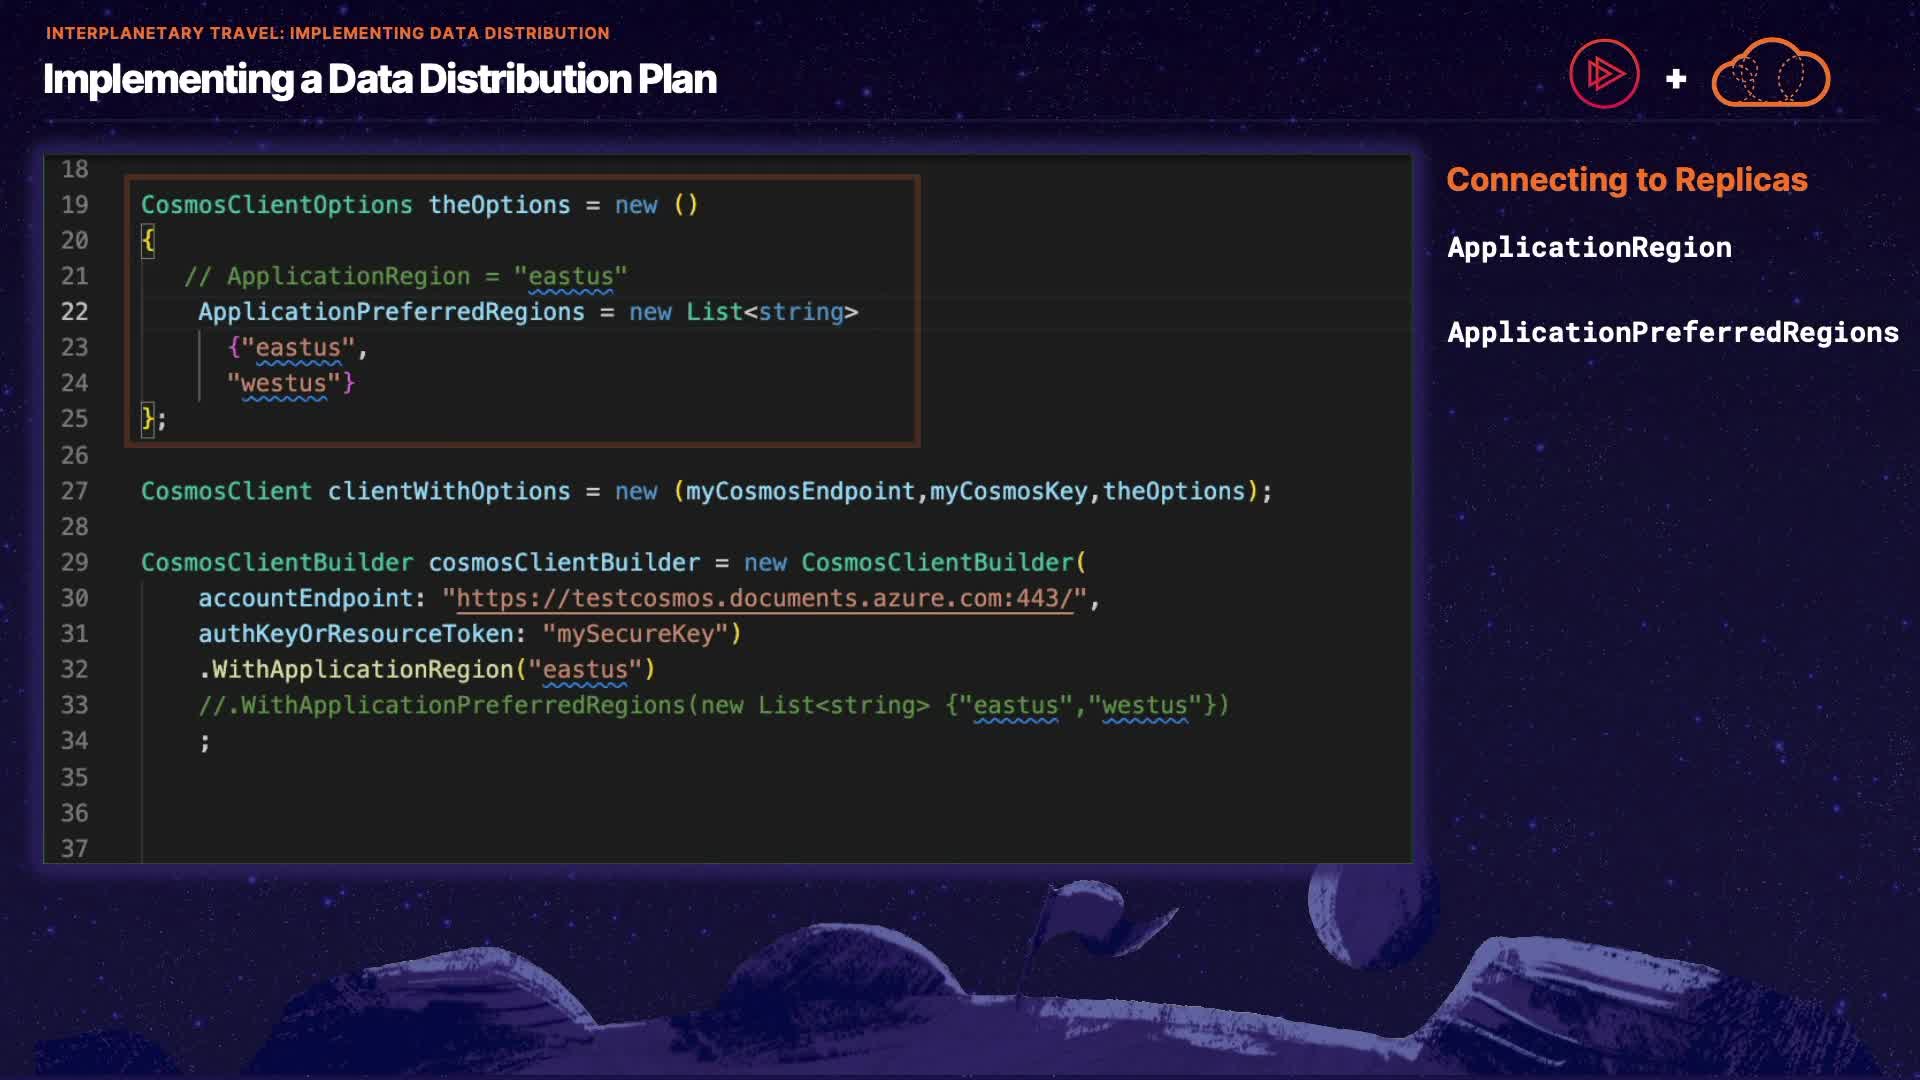 INTERPLANETARY TRAVEL: IMPLEMENTING DATA DISTRIBUTION
Implementing a Data Distribution Plan
18
19 CosmosClientOptions theOptions = new ()
20 {
21 // ApplicationRegion = "eastus"
22 ApplicationPreferredRegions = new List<string>
23 {"eastus",
24 "westus"}
25 };
26
27 CosmosClient clientWithOptions = new (myCosmosEndpoint,myCosmosKey,theOptions);
28
29 CosmosClientBuilder cosmosClientBuilder = new CosmosClientBuilder(
30 accountEndpoint: "https://testcosmos.documents.azure.com:443/",
31 authKeyOrResourceToken: "mySecureKey")
32 .WithApplicationRegion("eastus")
33 //.WithApplicationPreferredRegions(new List<string> {"eastus","westus"})
34 ;
35
36
37
Connecting to Replicas
ApplicationRegion
ApplicationPreferredRegions